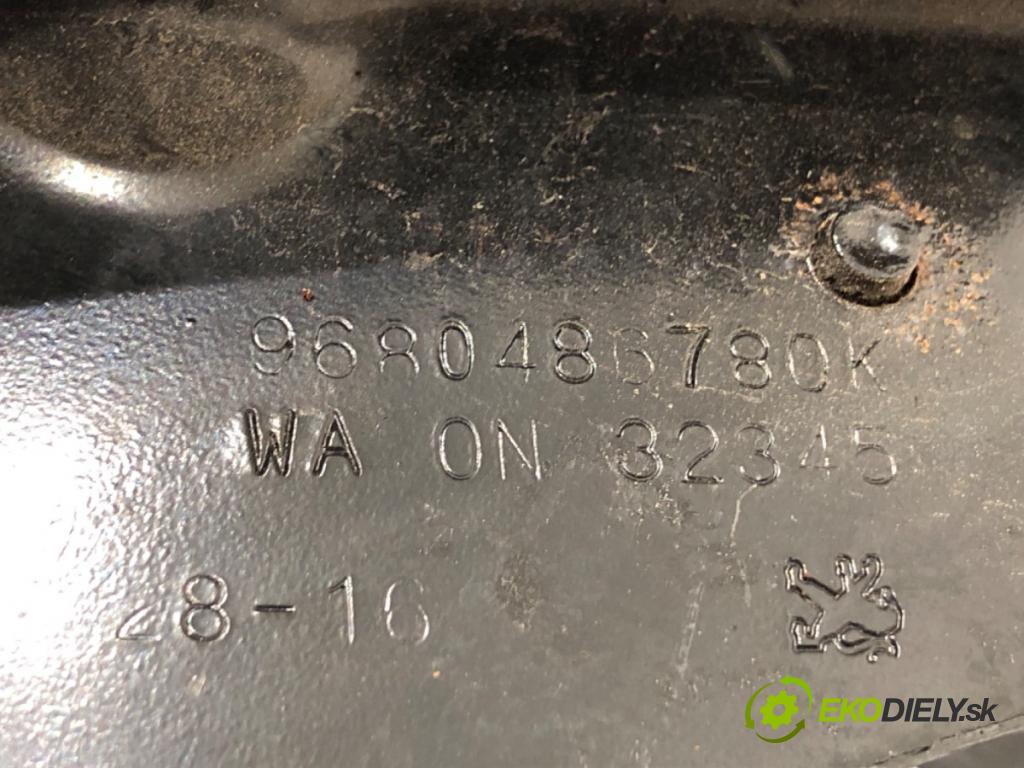 9680486780K
WA 0N 32345
28-16
EKODIELY.sk